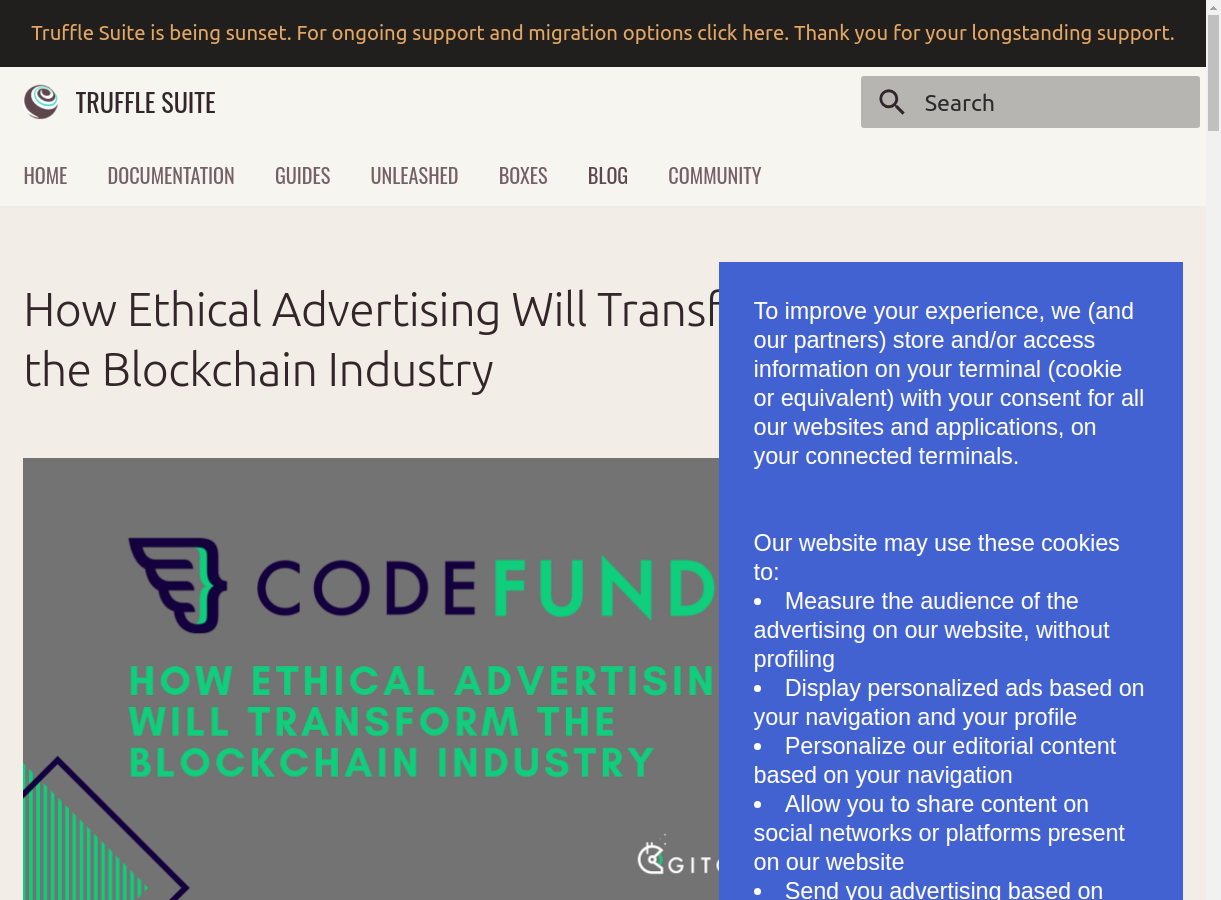 Truffle Suite is being sunset. For ongoing support and migration options click here. Thank you for your longstanding support.
TRUFFLE SUITE
Search
HOME
DOCUMENTATION
GUIDES
UNLEASHED
BOXES
BLOG
COMMUNITY
How Ethical Advertising Will Transf
the Blockchain Industry
CODEFUND
HOW ETHICAL ADVERTISIN
WILL TRANSFORM THE
BLOCKCHAIN INDUSTRY
GITC
To improve your experience, we (and
our partners) store and/or access
information on your terminal (cookie
or equivalent) with your consent for all
our websites and applications, on
your connected terminals.
Our website may use these cookies
to:
• Measure the audience of the
advertising on our website, without
profiling
• Display personalized ads based on
your navigation and your profile
• Personalize our editorial content
based on your navigation
• Allow you to share content on
social networks or platforms present
on our website
• Send you advertising based on